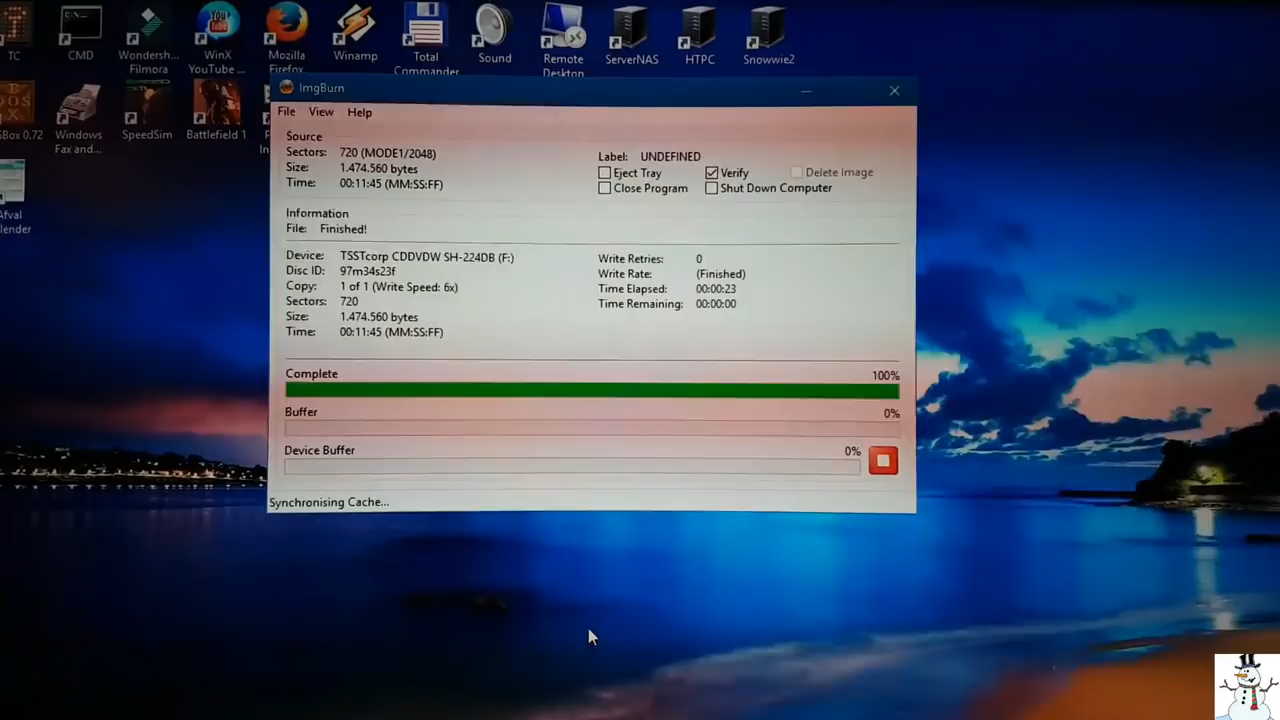 TC
CMD
Wondersh...
Filmora
WinX
YouTube ...
Mozilla
Firefox
Winamp
Total
Commander
Sound
Remote
Desktop
ServerNAS
HTPC
Snowwie2
Box 0.72
Windows
Fax and...
SpeedSim
Battlefield 1
Afval
lender
ImgBurn
File View Help
Source
Sectors: 720 (MODE1/2048)
Size: 1.474.560 bytes
Time: 00:11:45 (MM:SS:FF)
Label: UNDEFINED
Eject Tray Verify Delete Image
Close Program Shut Down Computer
Information
File: Finished!
Device: TSSTcorp CDDVDW SH-224DB (F:)
Disc ID: 97m34s23f
Copy: 1 of 1 (Write Speed: 6x)
Sectors: 720
Size: 1.474.560 bytes
Time: 00:11:45 (MM:SS:FF)
Write Retries: 0
Write Rate: (Finished)
Time Elapsed: 00:00:23
Time Remaining: 00:00:00
Complete 100%
Buffer 0%
Device Buffer 0%
Synchronising Cache...